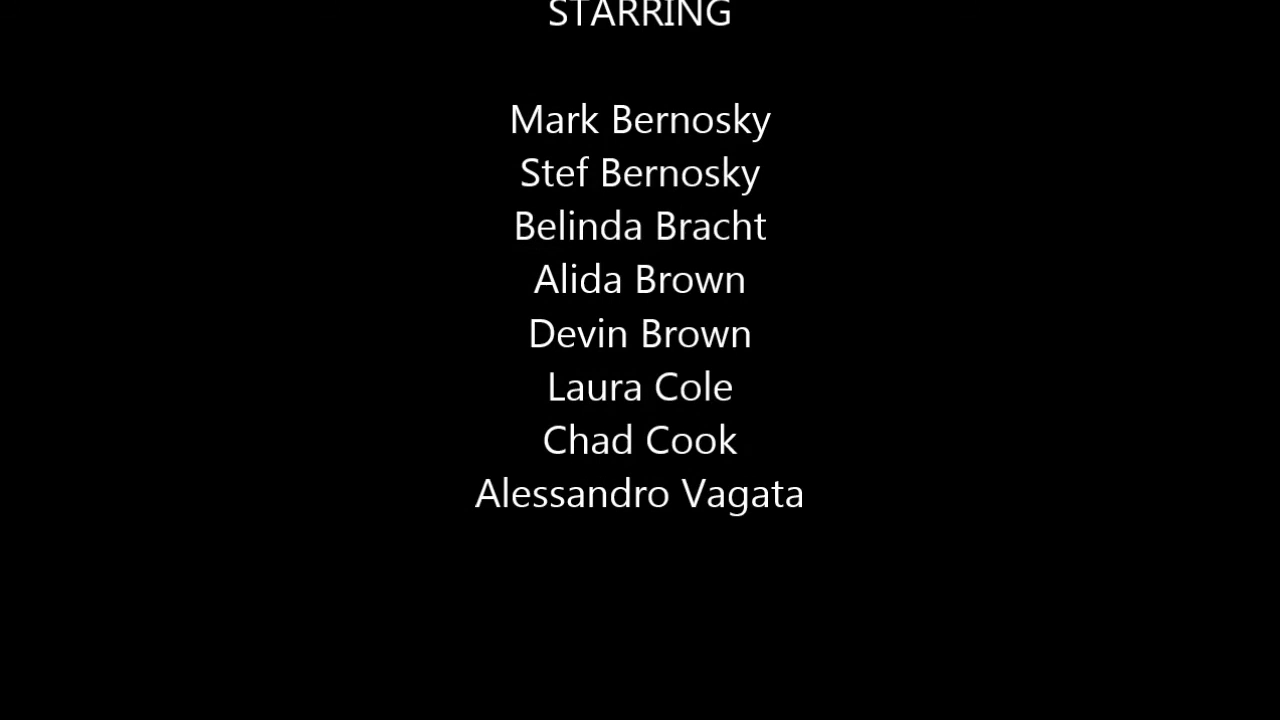 STARRING
Mark Bernosky
Stef Bernosky
Belinda Bracht
Alida Brown
Devin Brown
Laura Cole
Chad Cook
Alessandro Vagata